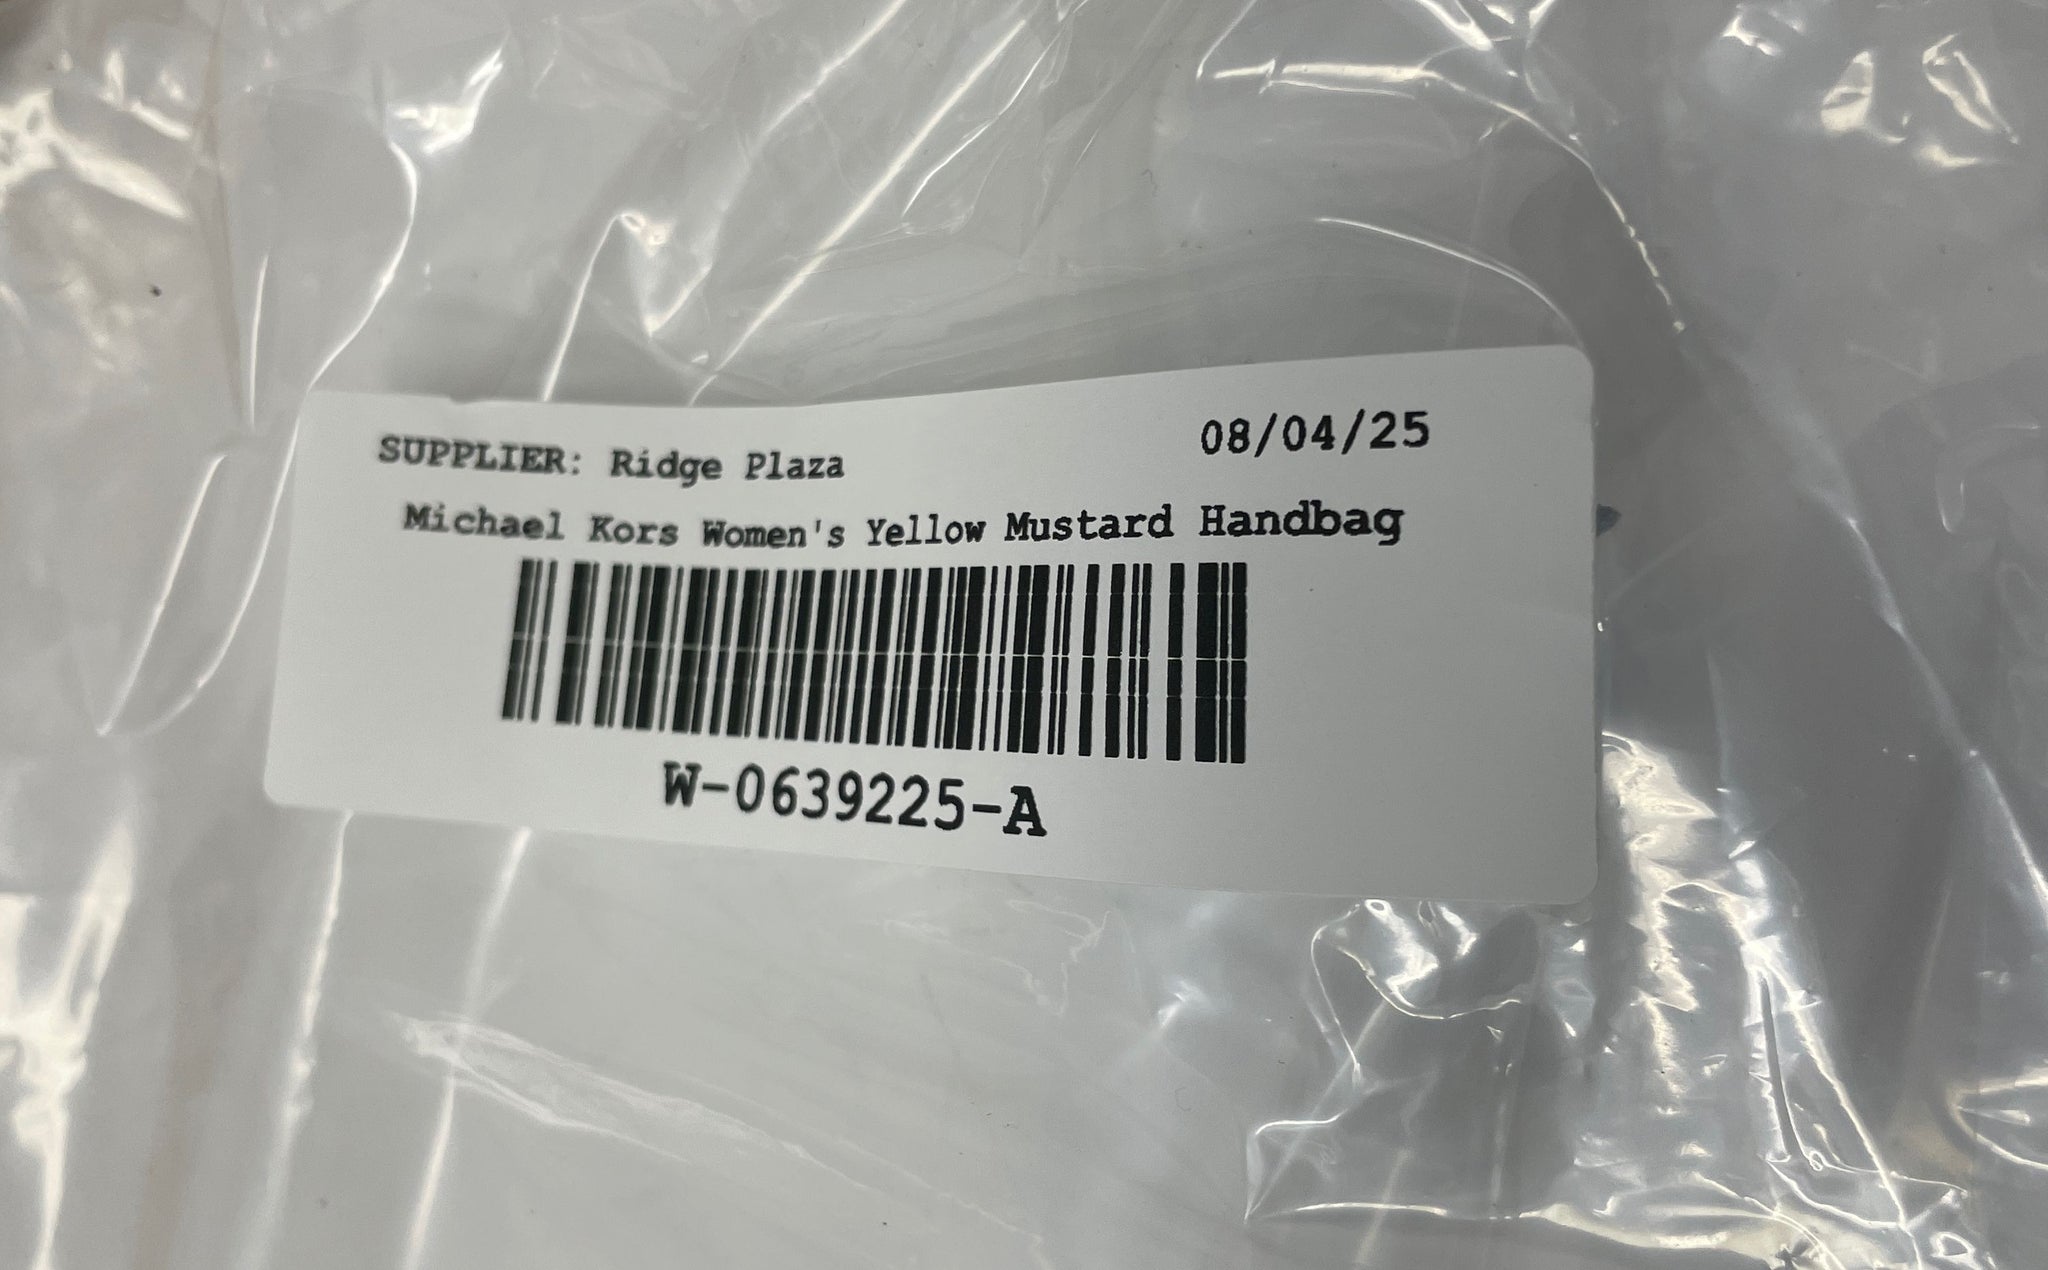 SUPPLIER: Ridge Plaza 08/04/25
Michael Kors Women's Yellow Mustard Handbag
W-0639225-A